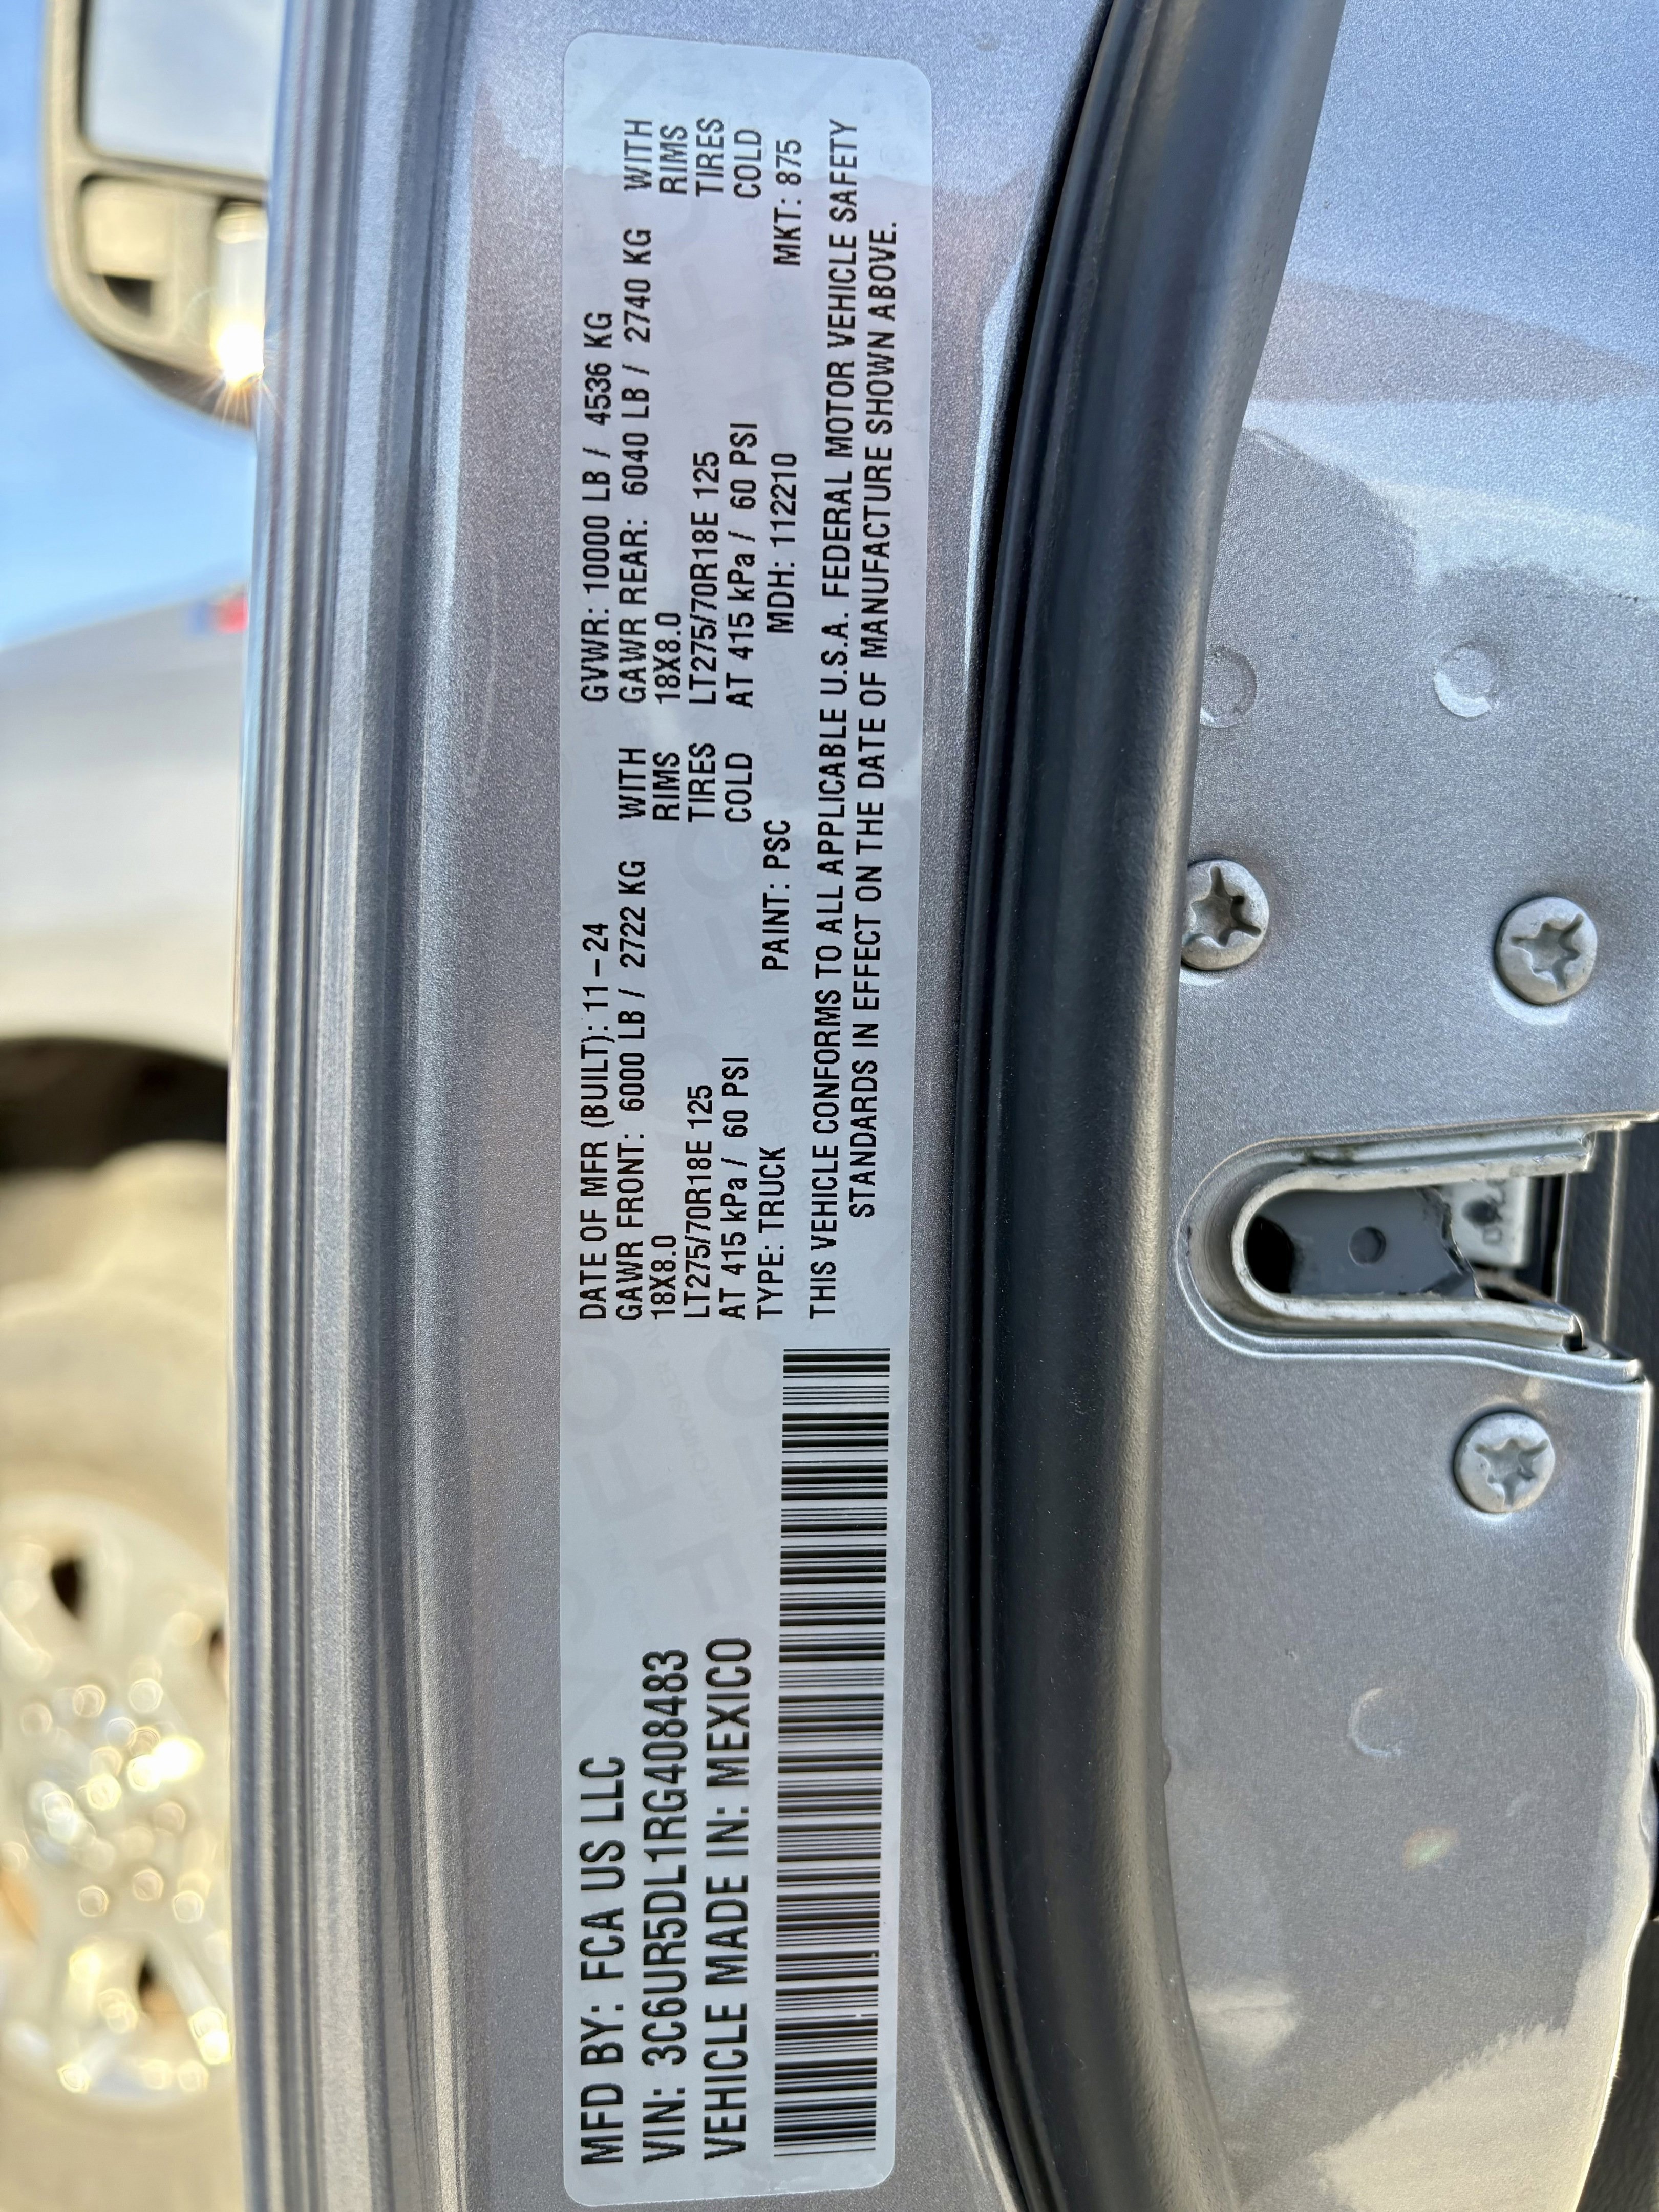 MFD BY: FCA US LLC
VIN: 3C6UR5DL1RG408483
VEHICLE MADE IN: MEXICO
DATE OF MFR (BUILT): 11-24 GVWR: 10000 LB / 4536 KG
GAWR FRONT: 6000 LB / 2722 KG WITH GAWR REAR: 6040 LB / 2740 KG WITH
18X8.0 RIMS 18X8.0 RIMS
LT275/70R18E 125 TIRES LT275/70R18E 125 TIRES
AT 415 kPa / 60 PSI COLD AT 415 kPa / 60 PSI COLD
TYPE: TRUCK PAINT: PSC MDH: 112210 MKT: 875
THIS VEHICLE CONFORMS TO ALL APPLICABLE U.S.A. FEDERAL MOTOR VEHICLE SAFETY
STANDARDS IN EFFECT ON THE DATE OF MANUFACTURE SHOWN ABOVE.